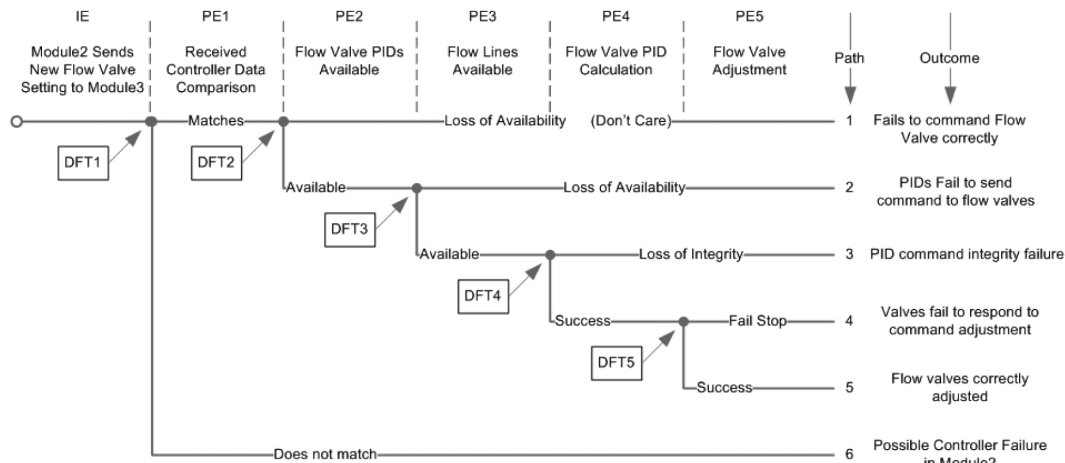 IE
PE1
PE2
PE3
PE4
PE5
Module2 Sends
New Flow Valve
Setting to Module3
Received
Controller Data
Comparison
Flow Valve PIDs
Available
Flow Lines
Available
Flow Valve PID
Calculation
Flow Valve
Adjustment
Path
Outcome
Matches
Loss of Availability
(Don't Care)
1
Fails to command Flow
Valve correctly
DFT1
DFT2
Available
Loss of Availability
2
PIDs Fail to send
command to flow valves
DFT3
Available
Loss of Integrity
3
PID command integrity failure
DFT4
Success
Fail Stop
4
Valves fail to respond to
command adjustment
DFT5
Success
5
Flow valves correctly
adjusted
Does not match
6
Possible Controller Failure
in Module2